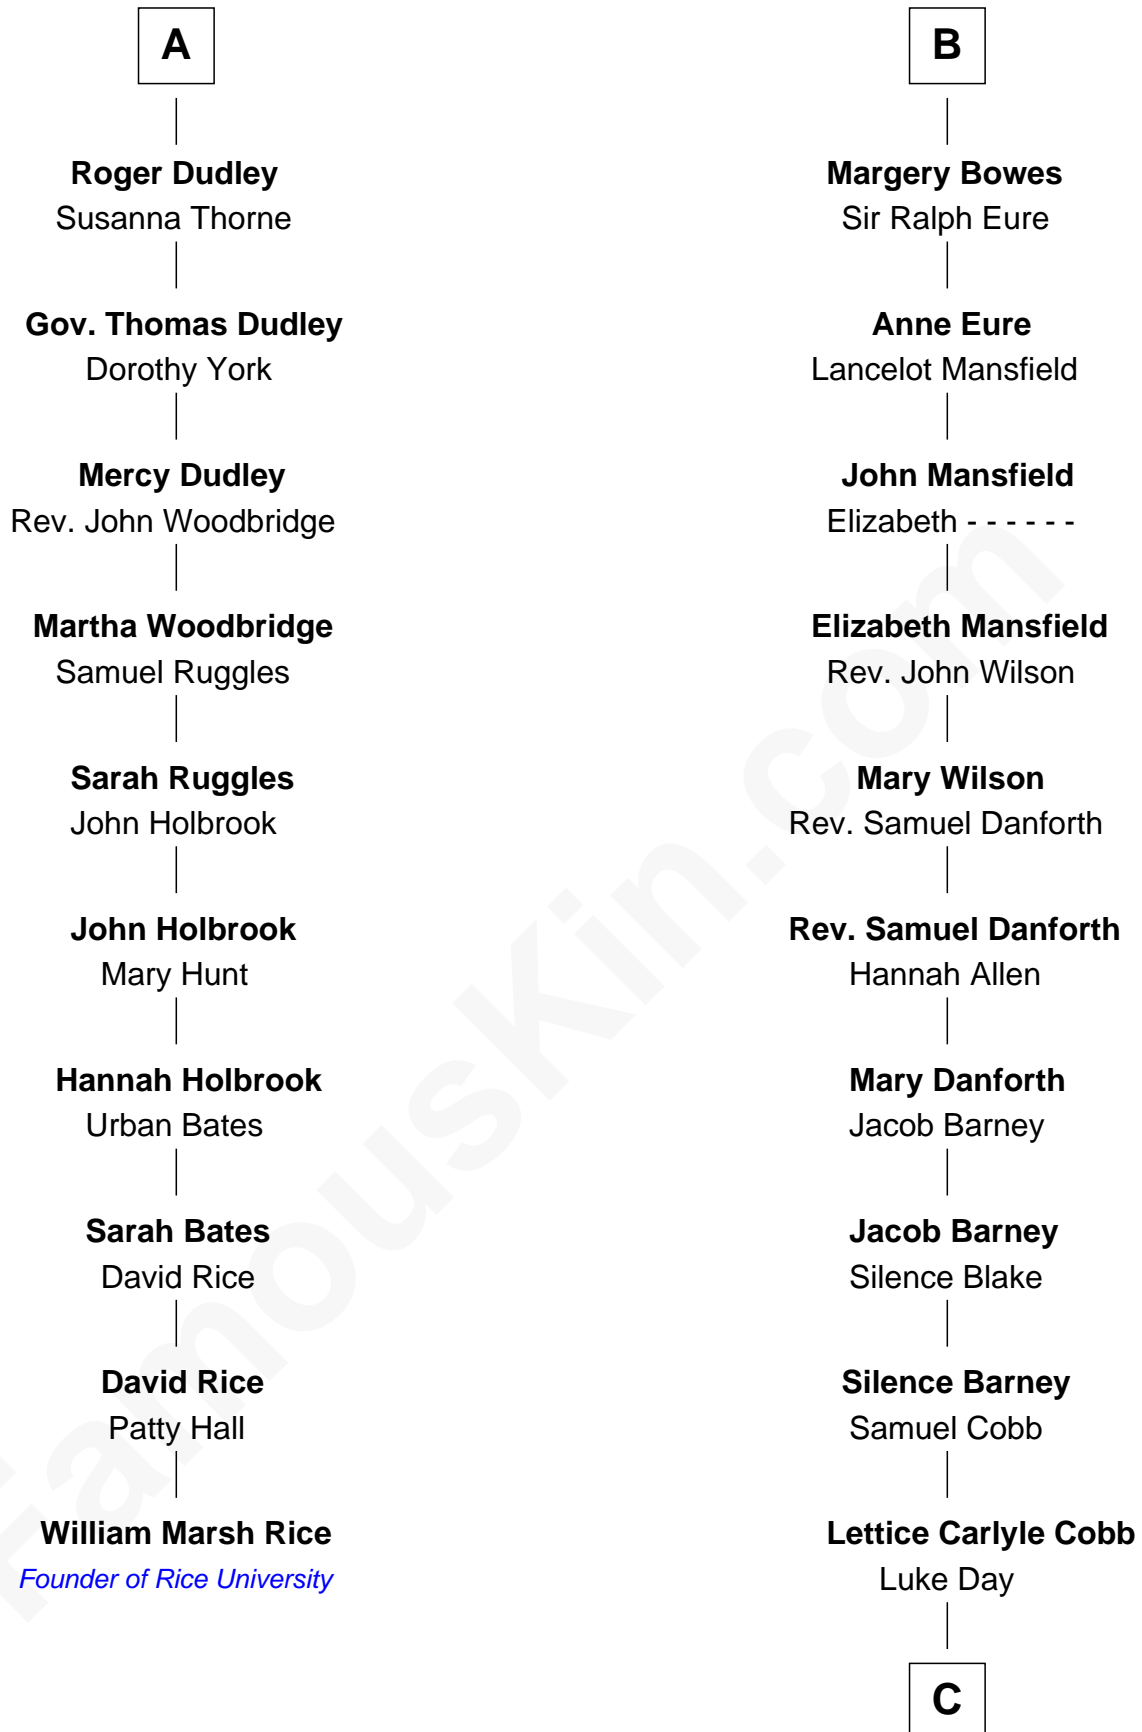 A
Roger Dudley
Susanna Thorne
Gov. Thomas Dudley
Dorothy York
Mercy Dudley
Rev. John Woodbridge
Martha Woodbridge
Samuel Ruggles
Sarah Ruggles
John Holbrook
John Holbrook
Mary Hunt
Hannah Holbrook
Urban Bates
Sarah Bates
David Rice
David Rice
Patty Hall
William Marsh Rice
Founder of Rice University
B
Margery Bowes
Sir Ralph Eure
Anne Eure
Lancelot Mansfield
John Mansfield
Elizabeth - - - - - -
Elizabeth Mansfield
Rev. John Wilson
Mary Wilson
Rev. Samuel Danforth
Rev. Samuel Danforth
Hannah Allen
Mary Danforth
Jacob Barney
Jacob Barney
Silence Blake
Silence Barney
Samuel Cobb
Lettice Carlyle Cobb
Luke Day
C
FamousKin.com